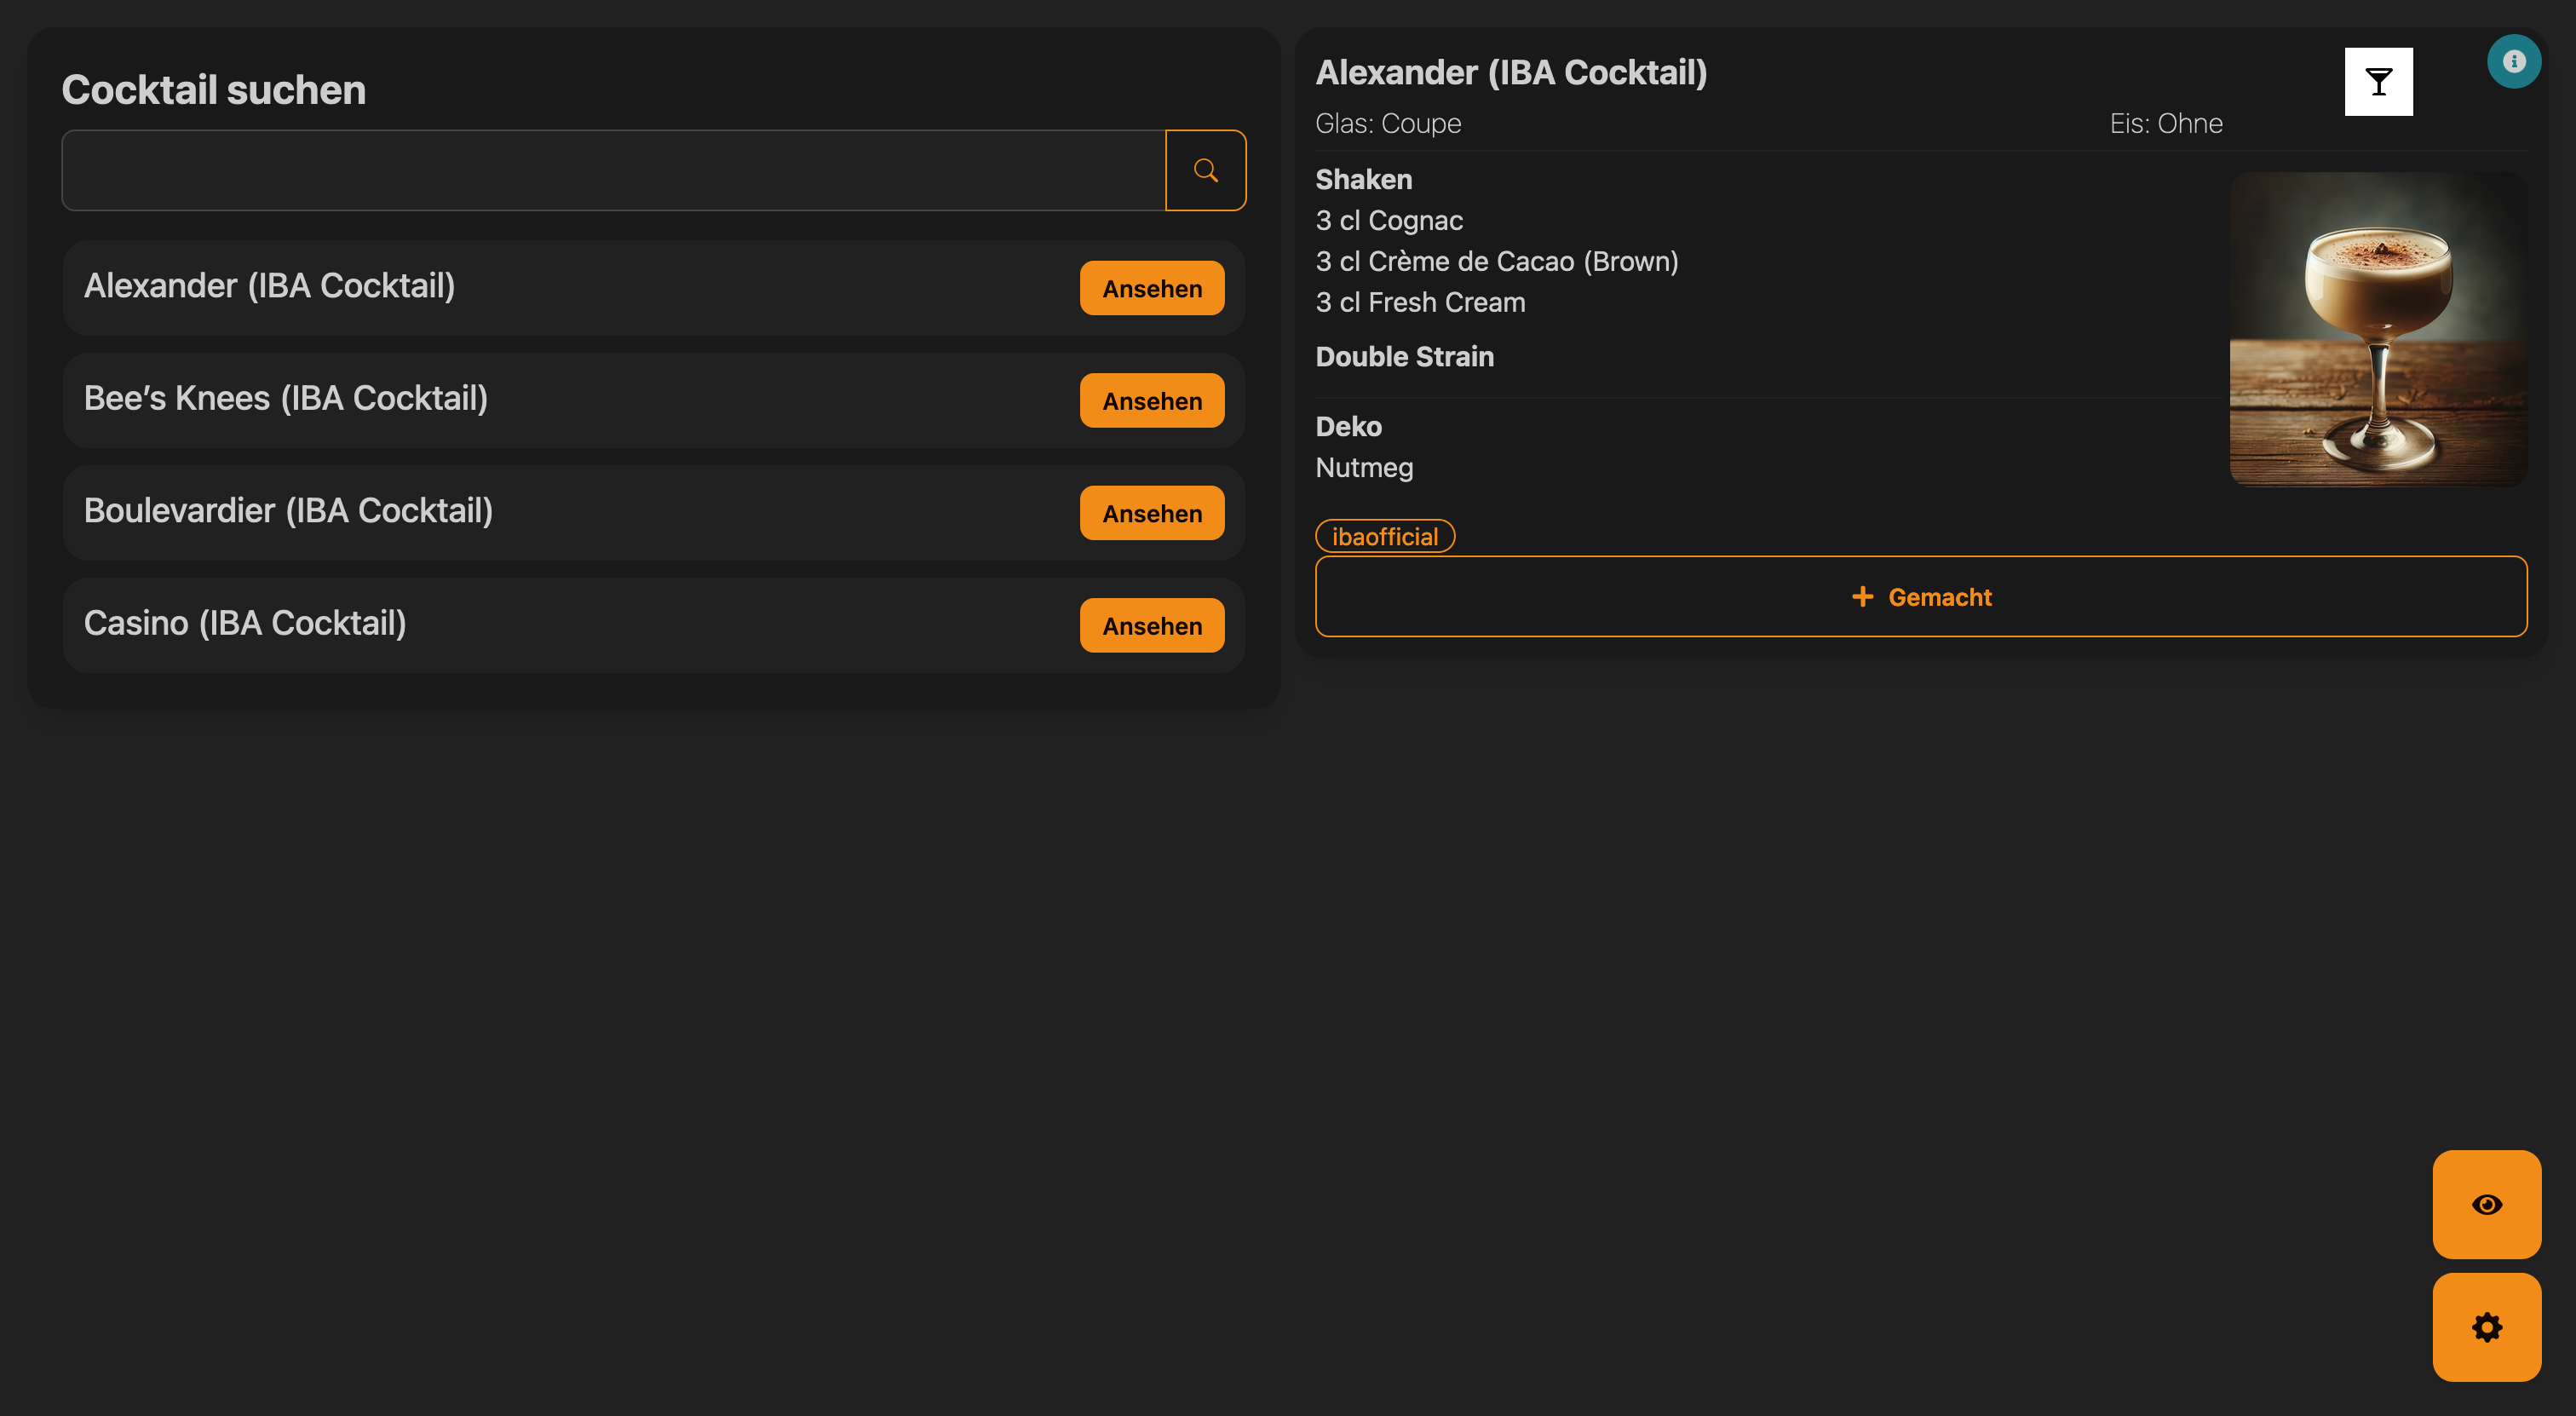 Cocktail suchen
Alexander (IBA Cocktail)
Ansehen
Bee’s Knees (IBA Cocktail)
Ansehen
Boulevardier (IBA Cocktail)
Ansehen
Casino (IBA Cocktail)
Ansehen
Alexander (IBA Cocktail)
Glas: Coupe
Eis: Ohne
Shaken
3 cl Cognac
3 cl Crème de Cacao (Brown)
3 cl Fresh Cream
Double Strain
Deko
Nutmeg
ibaofficial
Gemacht